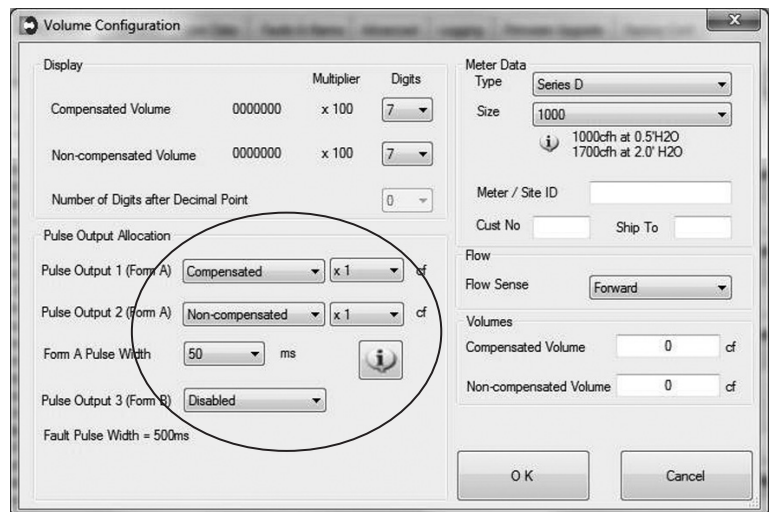 Volume Configuration
Display
Multiplier Digits
Compensated Volume 0000000 x 100 7
Non-compensated Volume 0000000 x 100 7
Number of Digits after Decimal Point 0
Pulse Output Allocation
Pulse Output 1 (Form A) Compensated x 1 cf
Pulse Output 2 (Form A) Non-compensated x 1 cf
Form A Pulse Width 50 ms
Pulse Output 3 (Form B) Disabled
Fault Pulse Width = 500ms
Meter Data
Type Series D
Size 1000
1000cfh at 0.5'H2O
1700cfh at 2.0' H2O
Meter / Site ID
Cust No Ship To
Flow
Flow Sense Forward
Volumes
Compensated Volume 0 cf
Non-compensated Volume 0 cf
O K Cancel